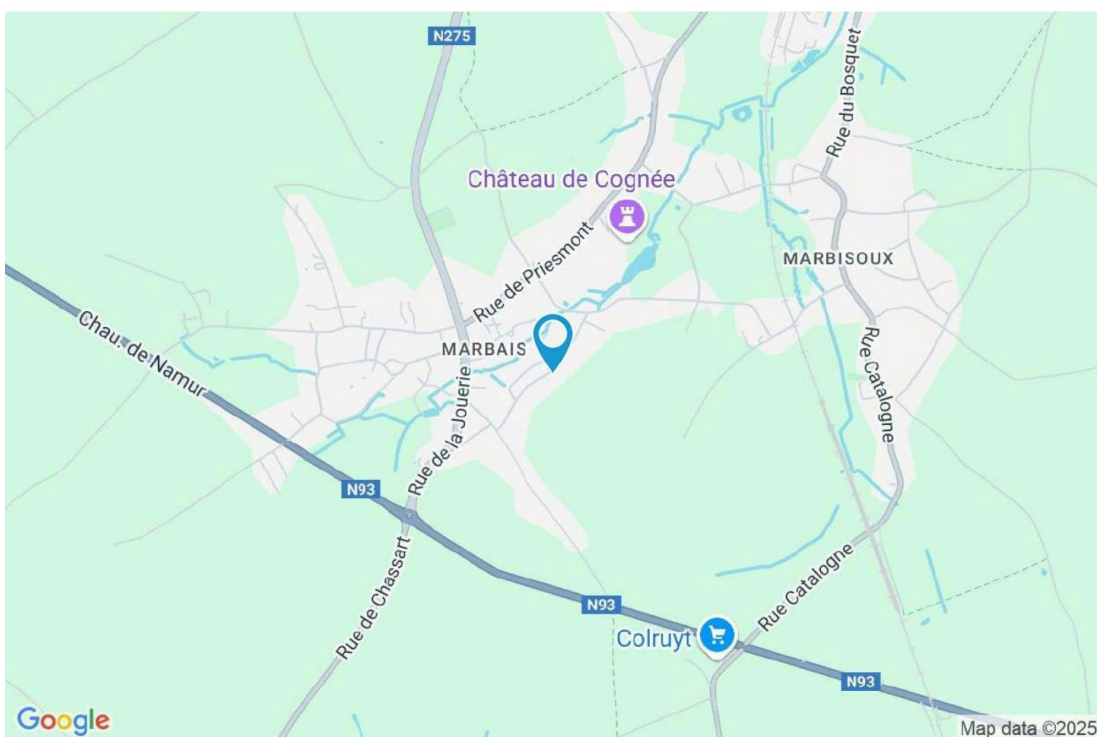 N275
Rue du Bosquet
Château de Cognée
Rue de Priesmont
MARBISOUX
Chau. de Namur
MARBAIS
Rue Catalogne
Rue de la Jouerie
N93
Rue de Chassart
N93
Rue Catalogne
Colruyt
N93
Google
Map data ©2025